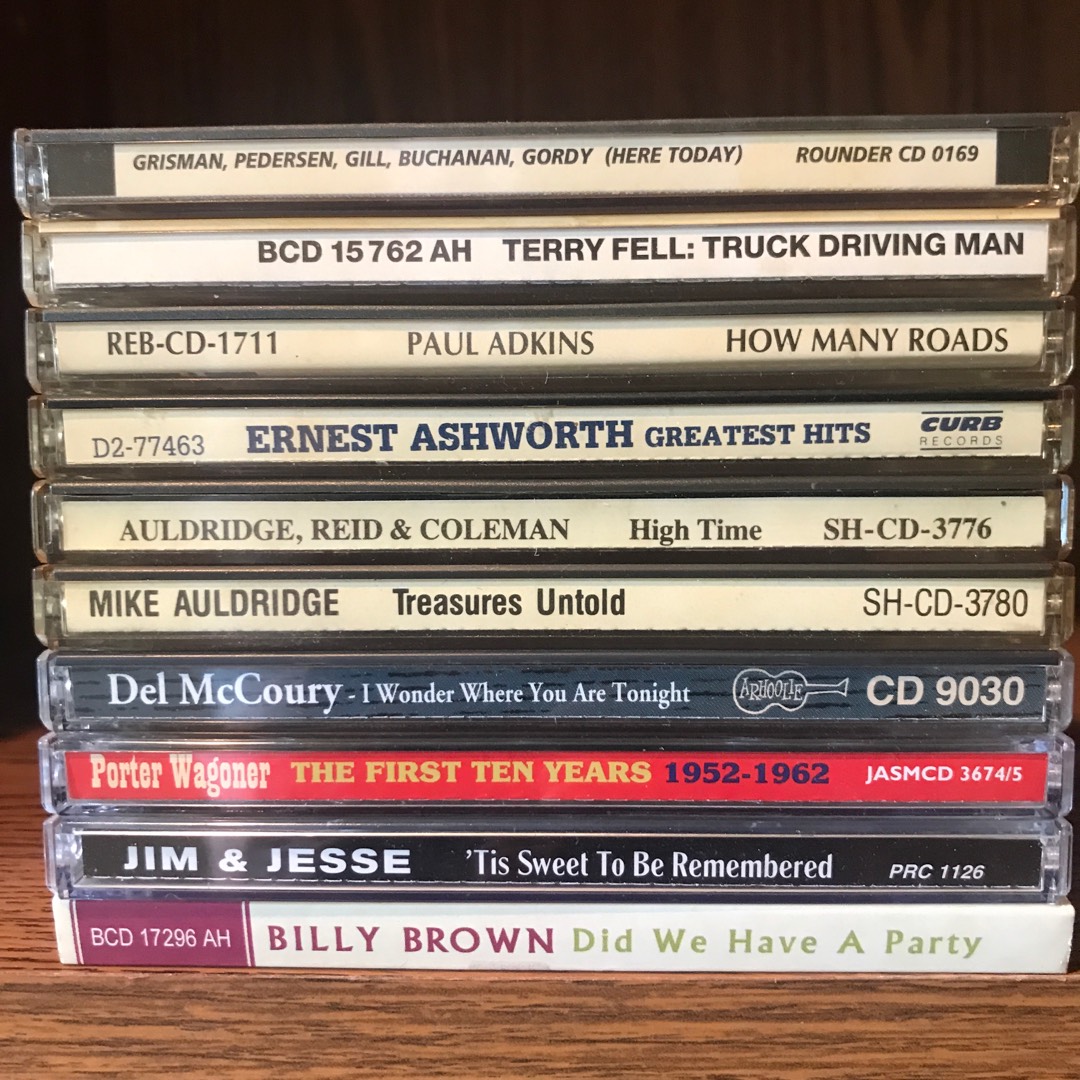 GRISMAN, PEDERSEN, GILL, BUCHANAN, GORDY (HERE TODAY) ROUNDER CD 0169
BCD 15762 AH TERRY FELL: TRUCK DRIVING MAN
REB-CD-1711 PAUL ADKINS HOW MANY ROADS
D2-77463 ERNEST ASHWORTH GREATEST HITS CURB RECORDS
AULDRIDGE, REID & COLEMAN High Time SH-CD-3776
MIKE AULDRIDGE Treasures Untold SH-CD-3780
Del McCoury - I Wonder Where You Are Tonight ARHOOLIE CD 9030
Porter Wagoner THE FIRST TEN YEARS 1952-1962 JASMCD 3674/5
JIM & JESSE 'Tis Sweet To Be Remembered PRC 1126
BCD 17296 AH BILLY BROWN Did We Have A Party